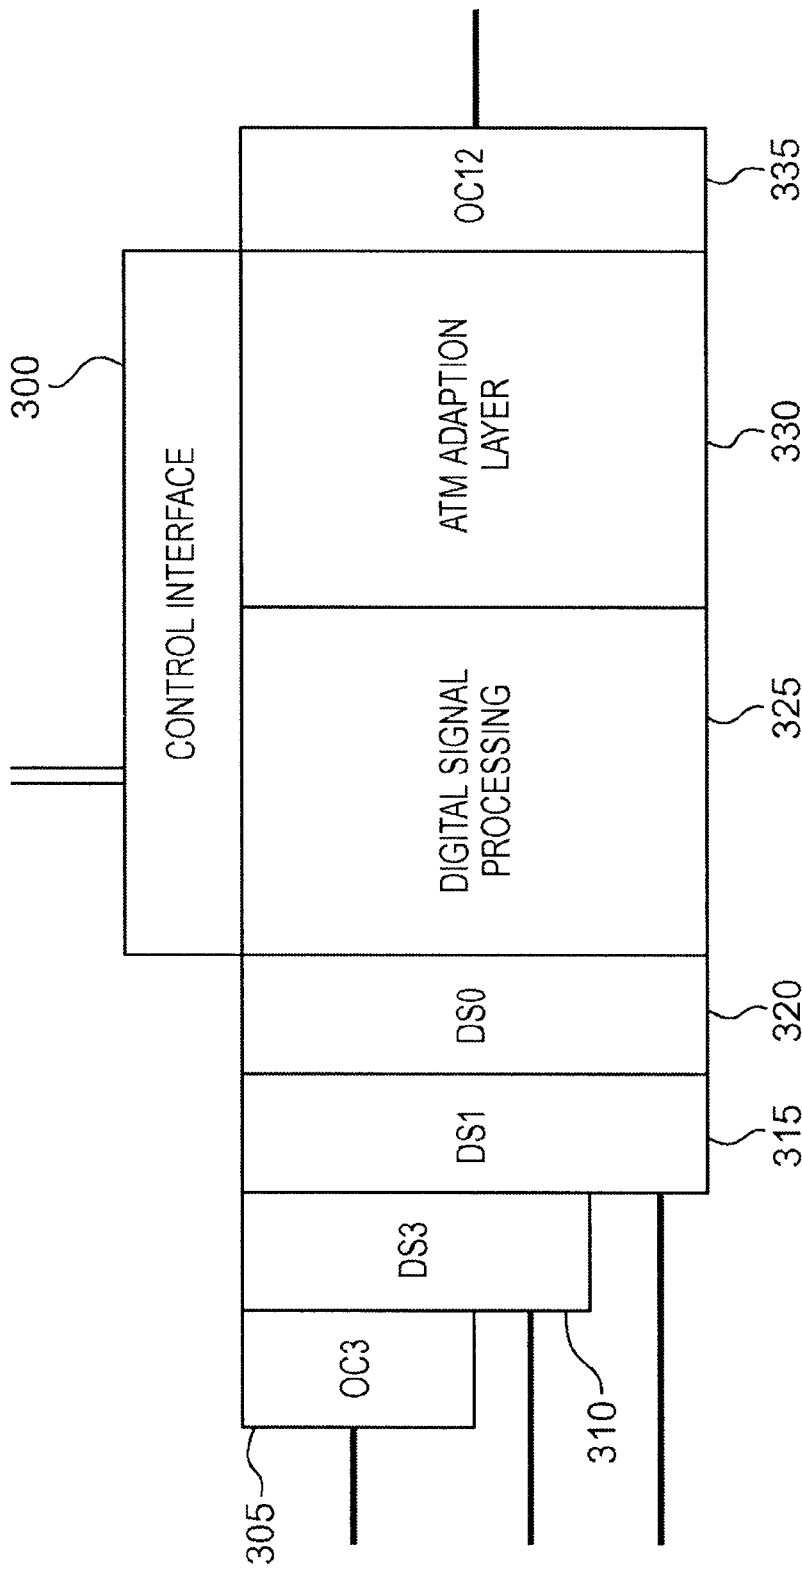 300
CONTROL INTERFACE
OC3
DS3
DS1
DS0
DIGITAL SIGNAL
PROCESSING
ATM ADAPTION
LAYER
OC12
305
310
315
320
325
330
335